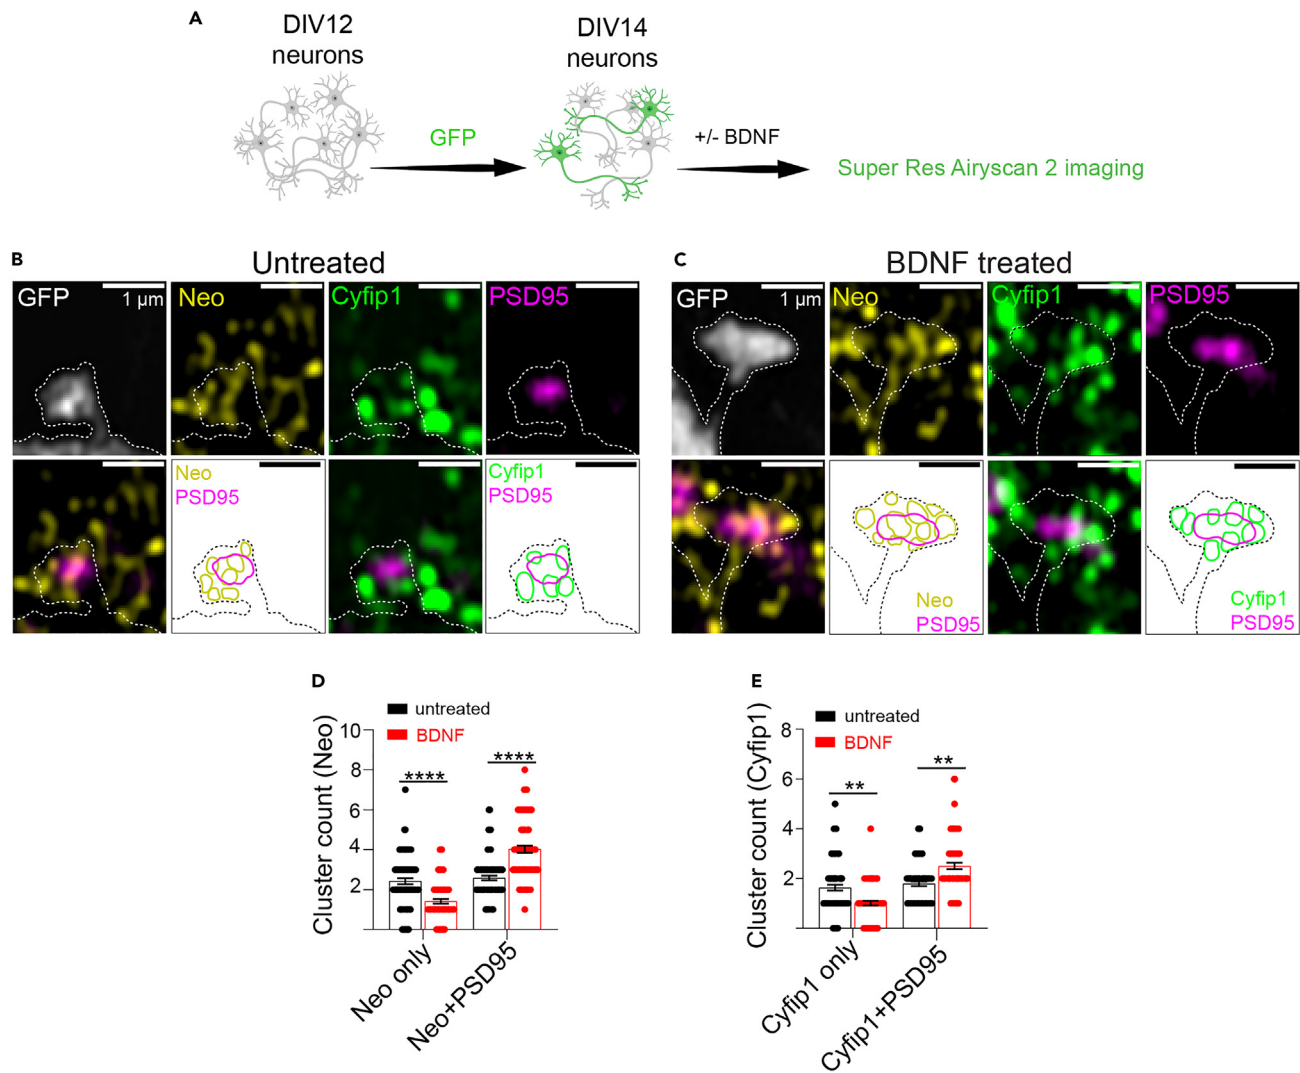 A
DIV12
neurons
DIV14
neurons
GFP
+/- BDNF
Super Res Airyscan 2 imaging
B
Untreated
GFP
1 µm
Neo
Cyfip1
PSD95
Neo
PSD95
Cyfip1
PSD95
C
BDNF treated
GFP
1 µm
Neo
Cyfip1
PSD95
Neo
PSD95
Cyfip1
PSD95
D
untreated
BDNF
Cluster count (Neo)
10
8
6
4
2
****
****
Neo only
Neo+PSD95
E
untreated
BDNF
Cluster count (Cyfip1)
8
6
4
2
**
**
Cyfip1 only
Cyfip1+PSD95